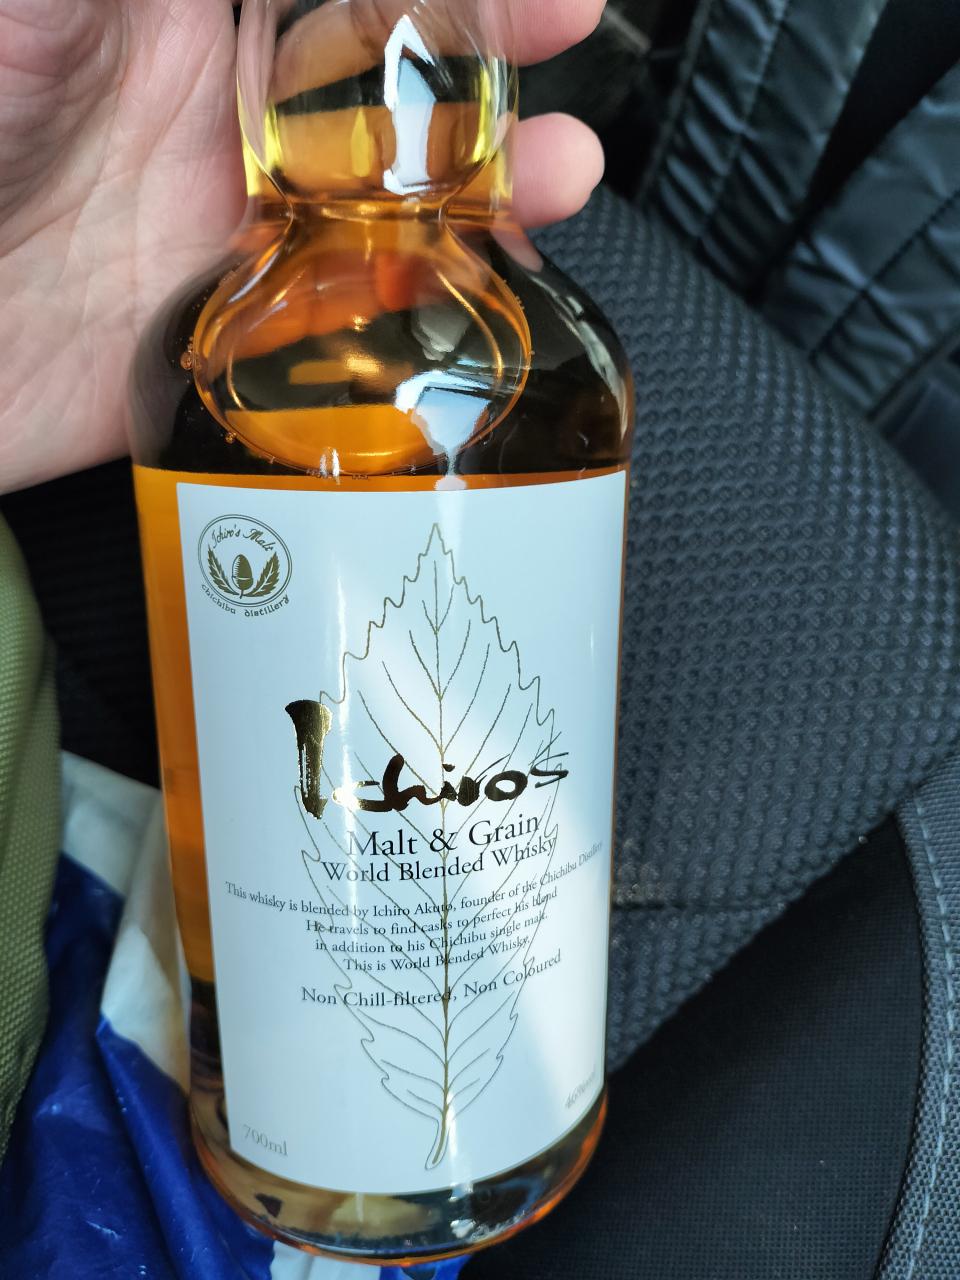 Ichiro's Malt
chichibu distillery
Ichiro's
Malt & Grain
World Blended Whisky
This whisky is blended by Ichiro Akuto, founder of the Chichibu Distillery
He travels to find casks to perfect his blend
in addition to his Chichibu single malt.
This is World Blended Whisky.
Non Chill-filtered, Non Coloured
700ml
46%vol